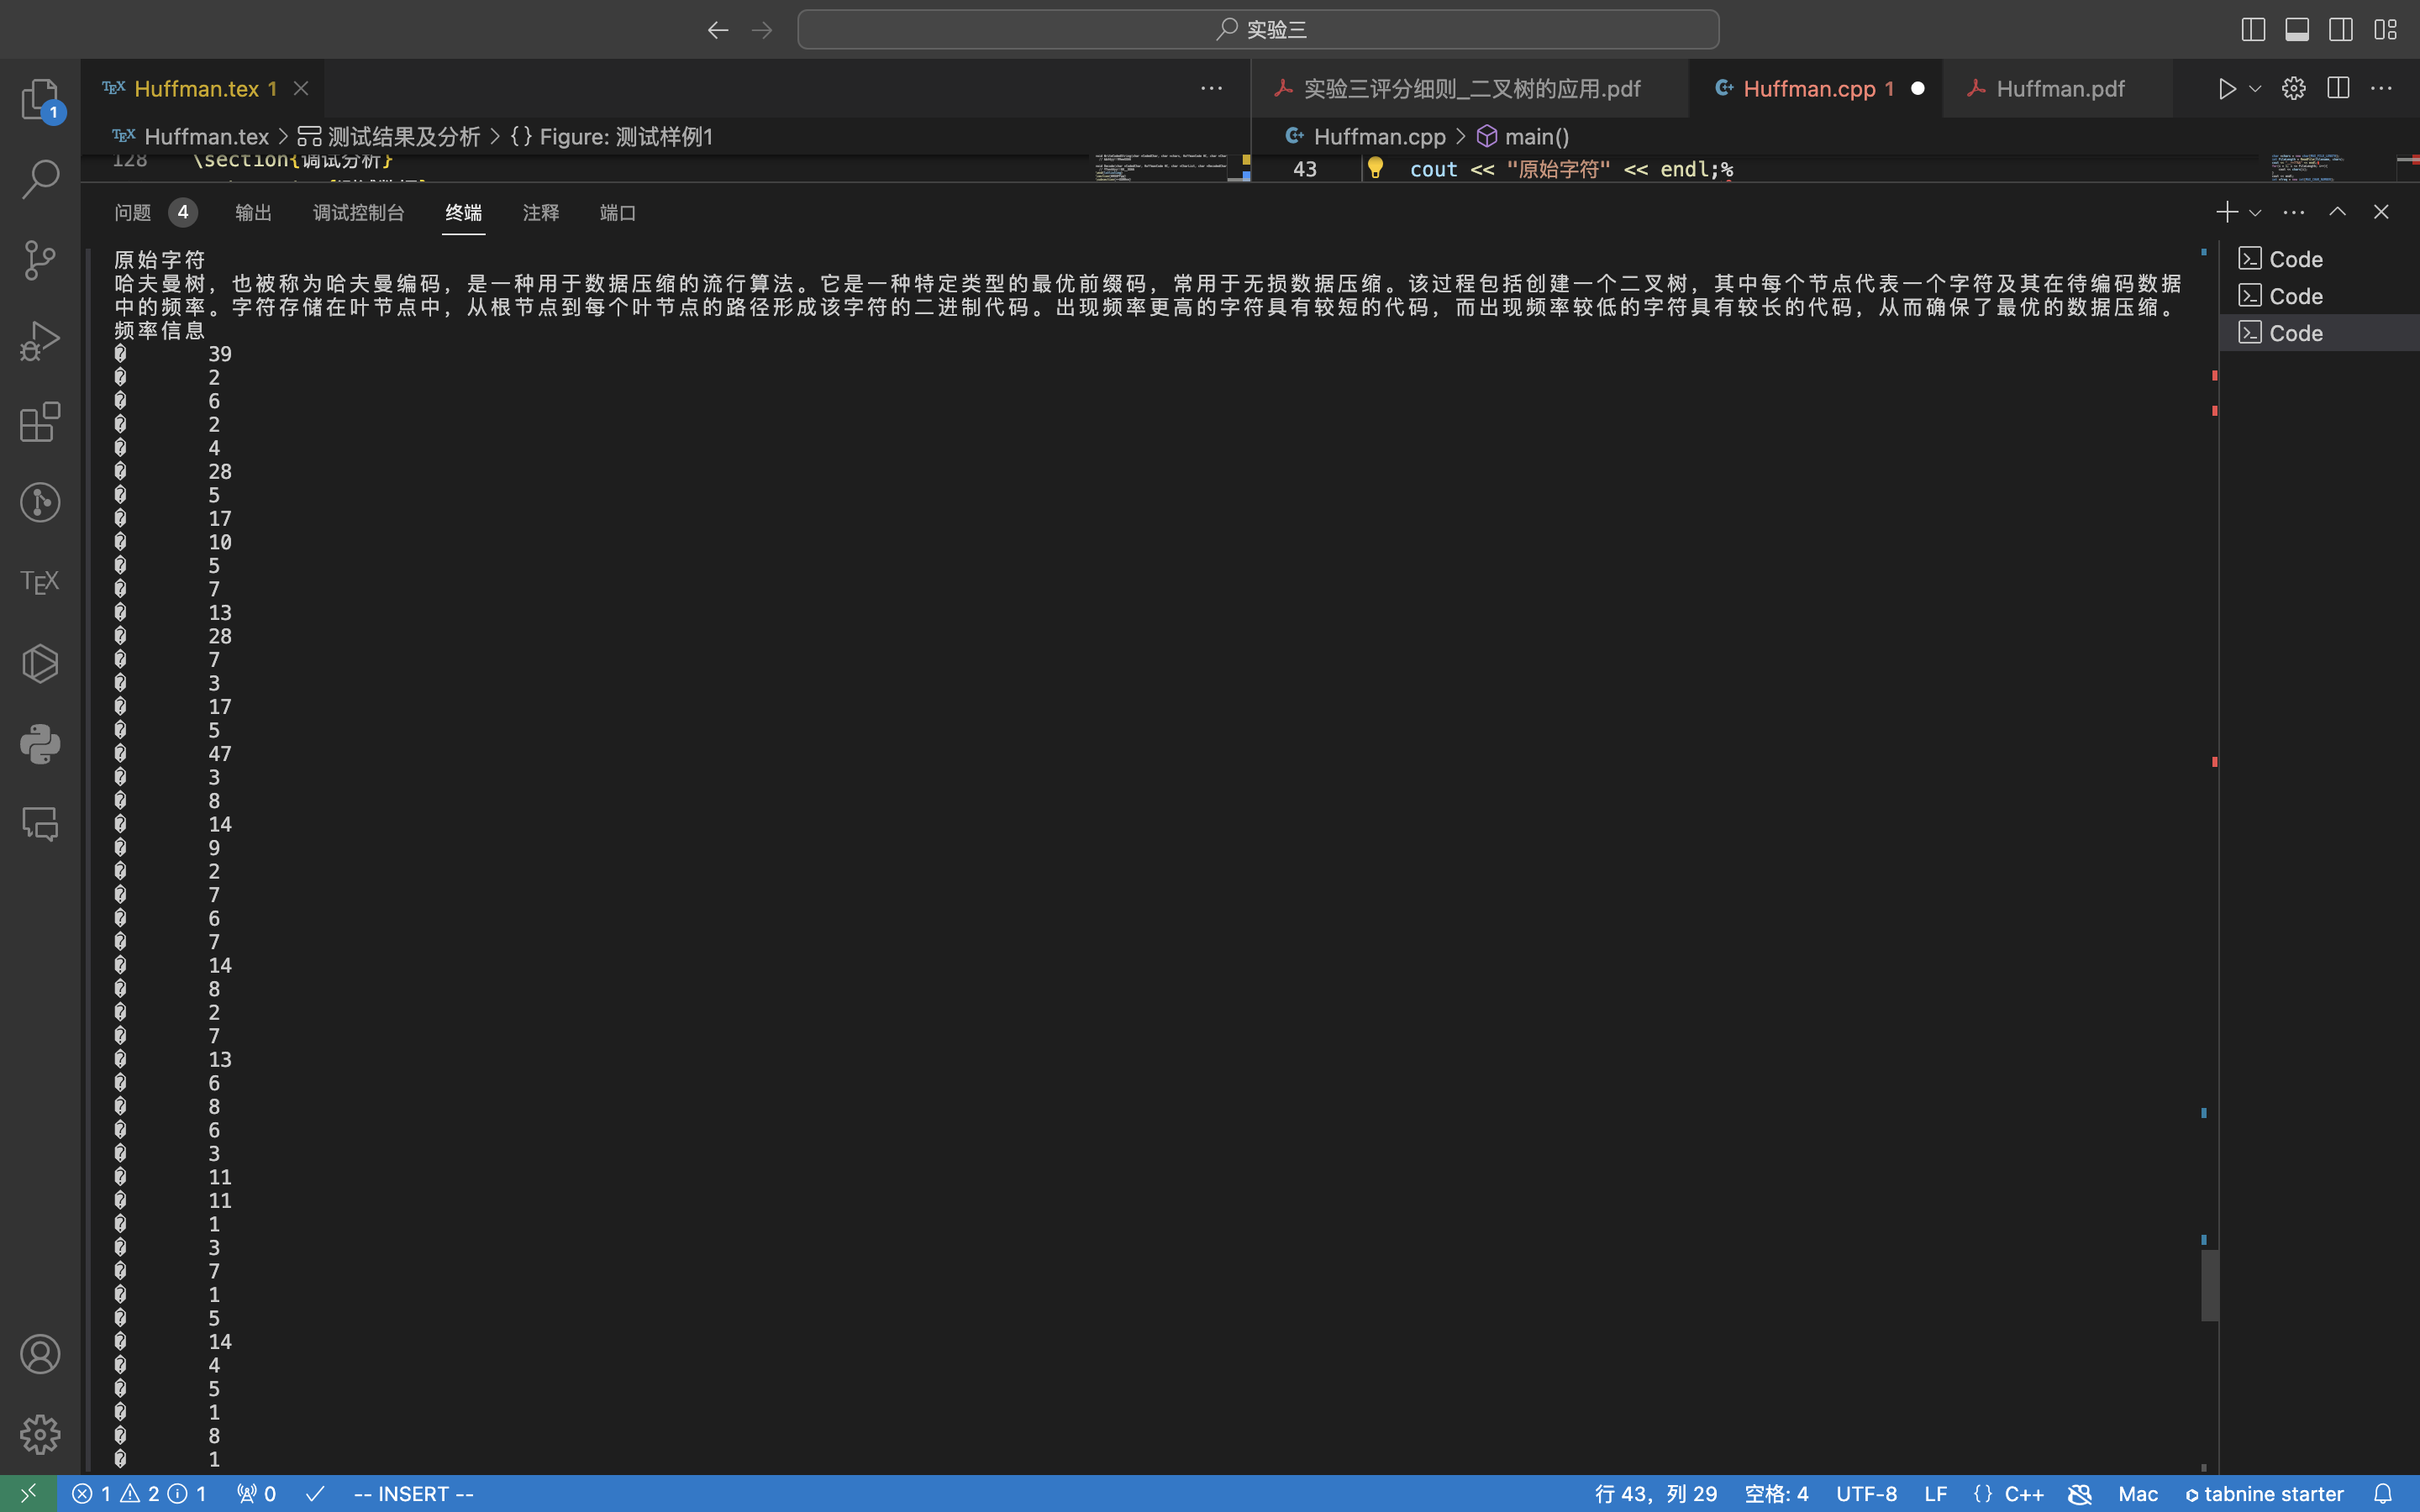 实验三
TEX Huffman.tex 1
实验三评分细则_二叉树的应用.pdf
Huffman.cpp 1
Huffman.pdf
1
TEX Huffman.tex > 测试结果及分析 > {} Figure: 测试样例1
Huffman.cpp > main()
128 \section{调试分析}
43 cout << "原始字符" << endl;%
问题 4 输出 调试控制台 终端 注释 端口
原始字符
哈夫曼树，也被称为哈夫曼编码，是一种用于数据压缩的流行算法。它是一种特定类型的最优前缀码，常用于无损数据压缩。该过程包括创建一个二叉树，其中每个节点代表一个字符及其在待编码数据
中的频率。字符存储在叶节点中，从根节点到每个叶节点的路径形成该字符的二进制代码。出现频率更高的字符具有较短的代码，而出现频率较低的字符具有较长的代码，从而确保了最优的数据压缩。
频率信息
� 39
� 2
� 6
� 2
� 4
� 28
� 5
� 17
� 10
� 5
� 7
� 13
� 28
� 7
� 3
� 17
� 5
� 47
� 3
� 8
� 14
� 9
� 2
� 7
� 6
� 7
� 14
� 8
� 2
� 7
� 13
� 6
� 8
� 6
� 3
� 11
� 11
� 1
� 3
� 7
� 1
� 5
� 14
� 4
� 5
� 1
� 8
� 1
Code
Code
Code
TEX
1 2 1 0 -- INSERT --
行 43，列 29 空格: 4 UTF-8 LF {} C++ Mac tabnine starter